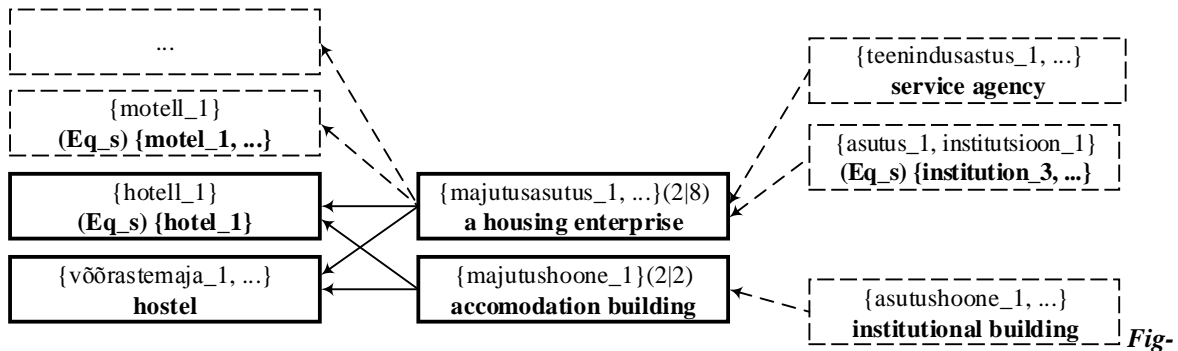 ...
{motell_1}
(Eq_s) {motel_1, ...}
{hotell_1}
(Eq_s) {hotel_1}
{võõrastemaja_1, ...}
hostel
{majutusasutus_1, ...}(2|8)
a housing enterprise
{majutushoone_1}(2|2)
accomodation building
{teenindusastus_1, ...}
service agency
{asutus_1, institutsioon_1}
(Eq_s) {institution_3, ...}
{asutushoone_1, ...}
institutional building
Fig-